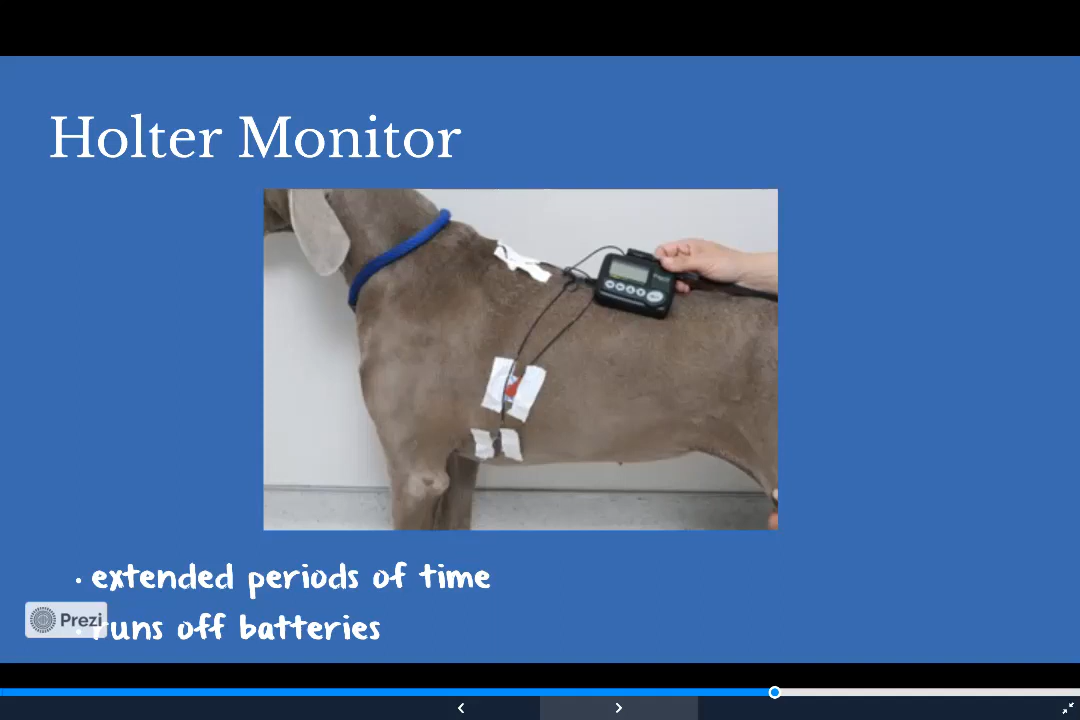 Holter Monitor
· extended periods of time
· runs off batteries
Prezi